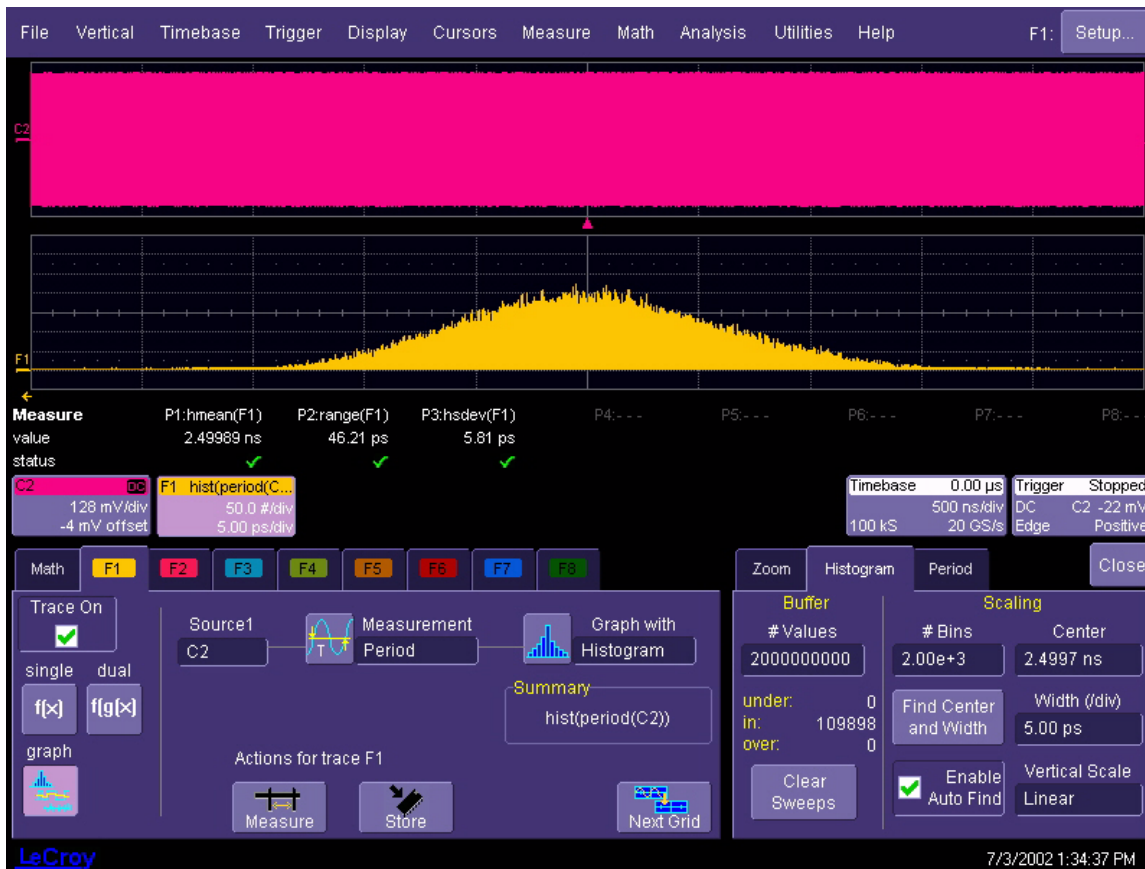 File Vertical Timebase Trigger Display Cursors Measure Math Analysis Utilities Help F1: Setup...
C2
F1
Measure P1:hmean(F1) P2:range(F1) P3:hsdev(F1) P4:- - - P5:- - - P6:- - - P7:- - - P8:- -
value 2.49989 ns 46.21 ps 5.81 ps
status
C2 DC
128 mV/div
-4 mV offset
F1 hist(period(C...
50.0 #/div
5.00 ps/div
Timebase 0.00 µs
500 ns/div
100 kS 20 GS/s
Trigger Stopped
DC C2 -22 mV
Edge Positive
Math F1 F2 F3 F4 F5 F6 F7 F8
Trace On
single dual
f(x) f(g(x))
graph
Source1
C2
T
Measurement
Period
Graph with
Histogram
Summary
hist(period(C2))
Actions for trace F1
Measure
Store
Next Grid
Zoom Histogram Period Close
Buffer
# Values
2000000000
under: 0
in: 109898
over: 0
Clear
Sweeps
Scaling
# Bins
2.00e+3
Center
2.4997 ns
Find Center
and Width
Width (/div)
5.00 ps
Enable
Auto Find
Vertical Scale
Linear
LeCroy
7/3/2002 1:34:37 PM